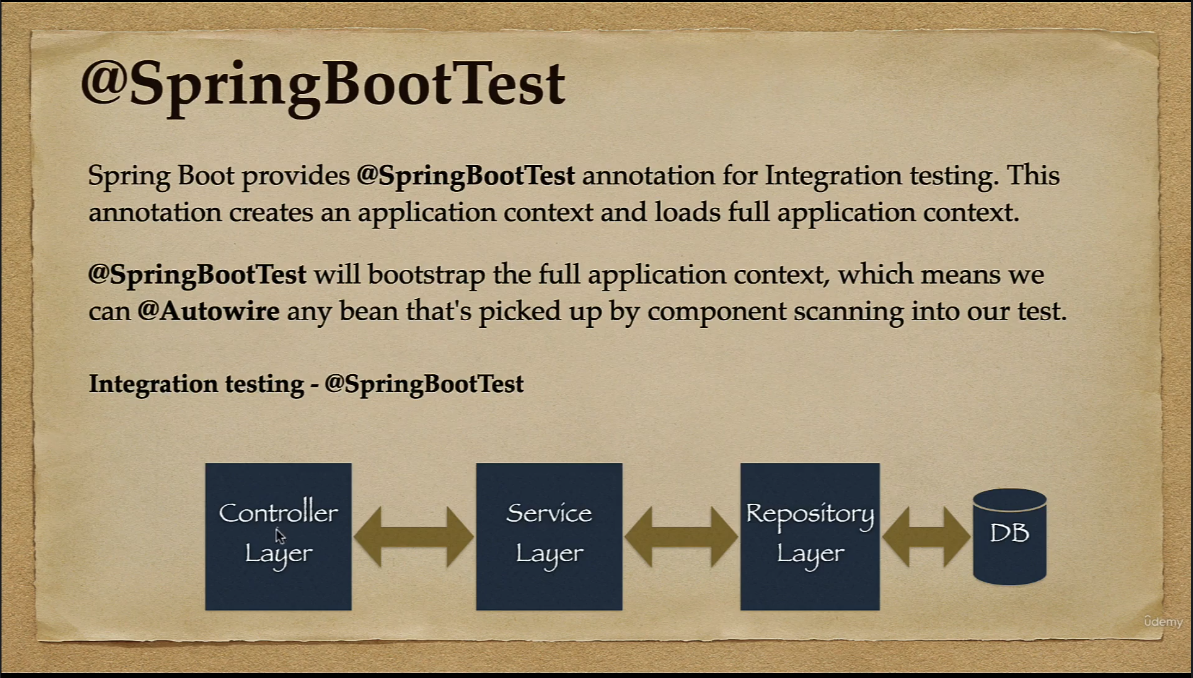 @SpringBootTest
Spring Boot provides @SpringBootTest annotation for Integration testing. This
annotation creates an application context and loads full application context.
@SpringBootTest will bootstrap the full application context, which means we
can @Autowire any bean that's picked up by component scanning into our test.
Integration testing - @SpringBootTest
Controller
Layer
Service
Layer
Repository
Layer
DB
ûdemy